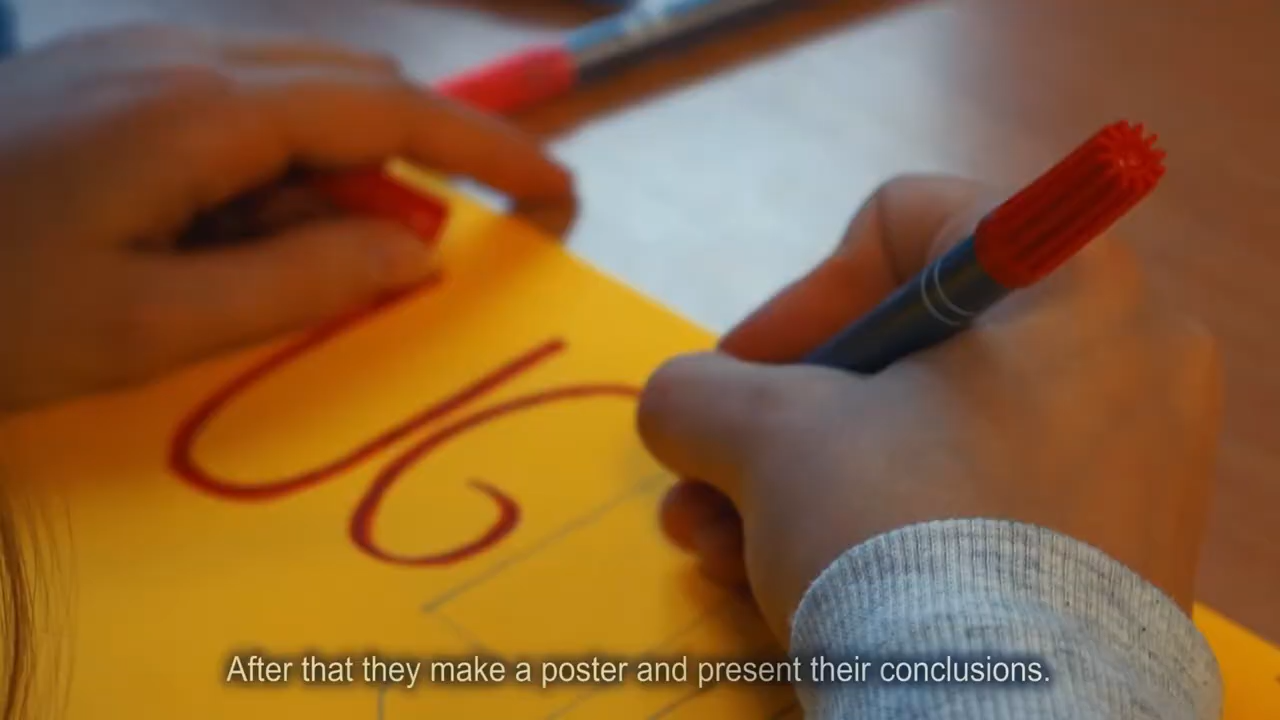 After that they make a poster and present their conclusions.